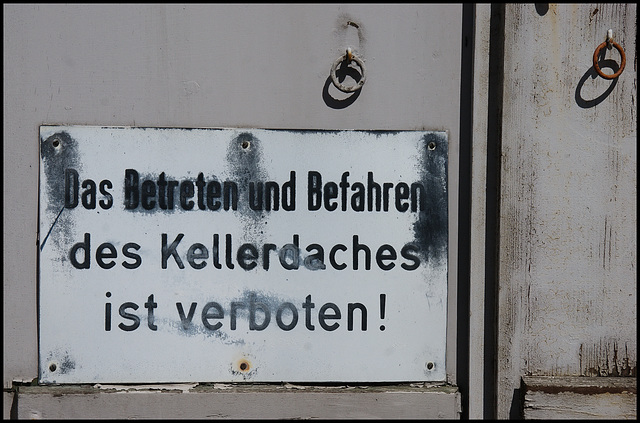 Das Betreten und Befahren
des Kellerdaches
ist verboten!